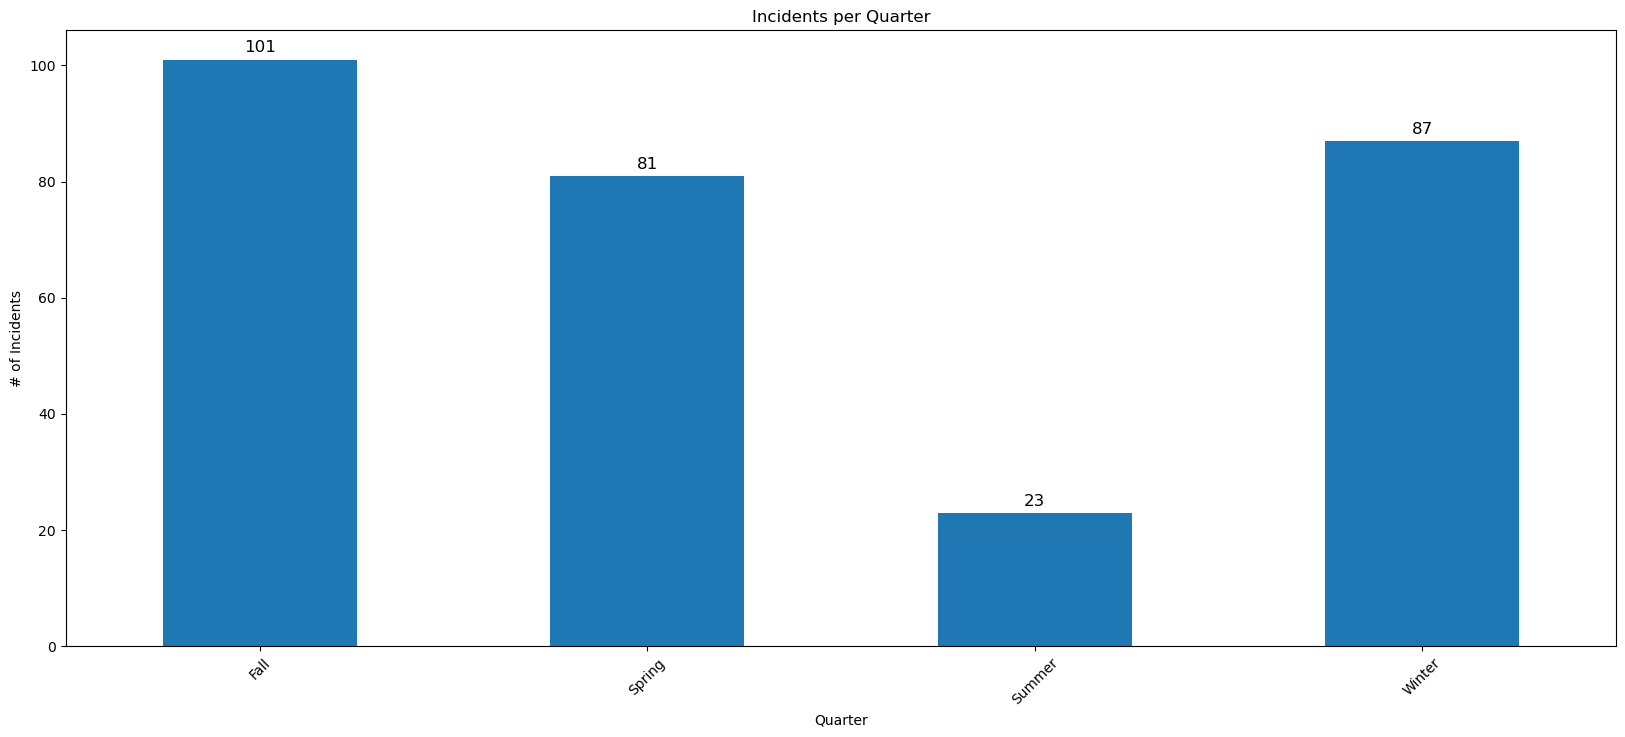 Incidents per Quarter
101
81
23
87
100
80
60
40
20
0
# of Incidents
Fall
Spring
Summer
Winter
Quarter